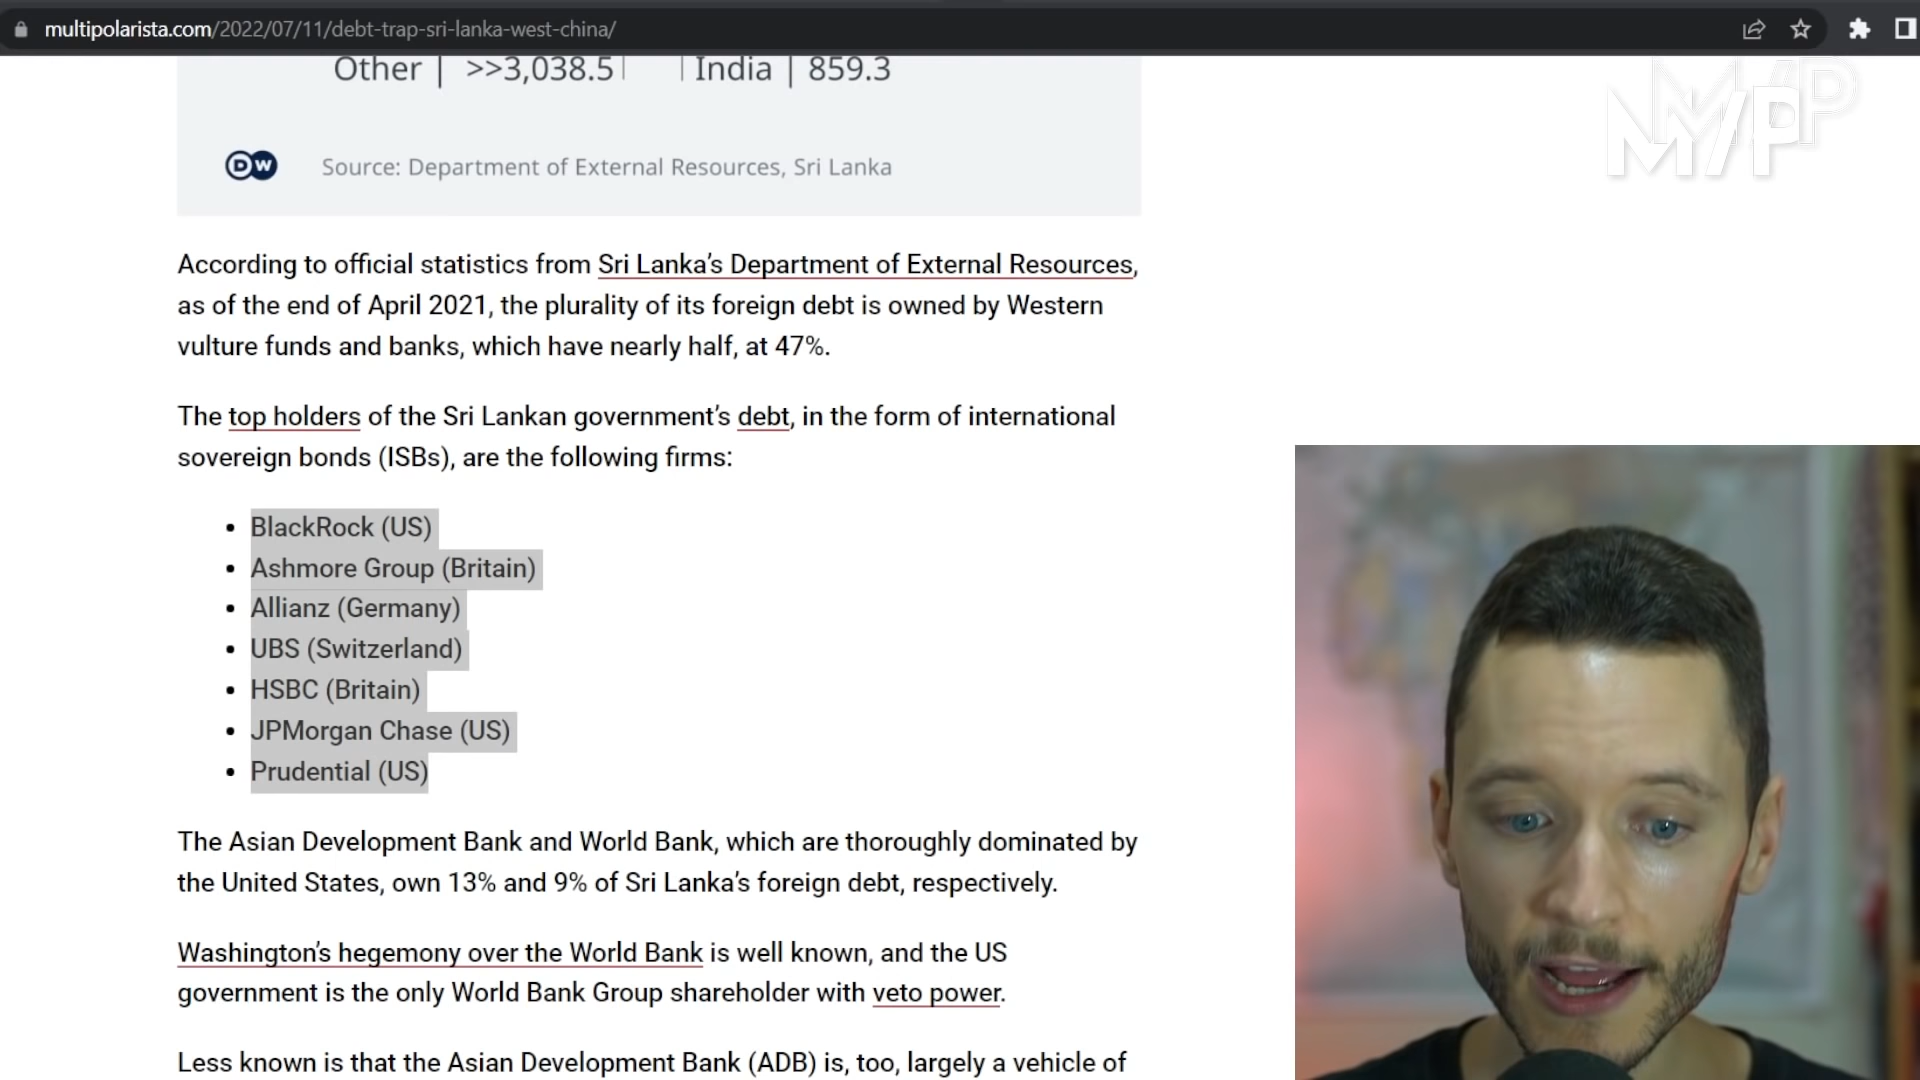 multipolarista.com/2022/07/11/debt-trap-sri-lanka-west-china/
Other | >>3,038.5 | | India | 859.3
M/P
DW Source: Department of External Resources, Sri Lanka
According to official statistics from Sri Lanka’s Department of External Resources,
as of the end of April 2021, the plurality of its foreign debt is owned by Western
vulture funds and banks, which have nearly half, at 47%.
The top holders of the Sri Lankan government’s debt, in the form of international
sovereign bonds (ISBs), are the following firms:
• BlackRock (US)
• Ashmore Group (Britain)
• Allianz (Germany)
• UBS (Switzerland)
• HSBC (Britain)
• JPMorgan Chase (US)
• Prudential (US)
The Asian Development Bank and World Bank, which are thoroughly dominated by
the United States, own 13% and 9% of Sri Lanka’s foreign debt, respectively.
Washington’s hegemony over the World Bank is well known, and the US
government is the only World Bank Group shareholder with veto power.
Less known is that the Asian Development Bank (ADB) is, too, largely a vehicle of